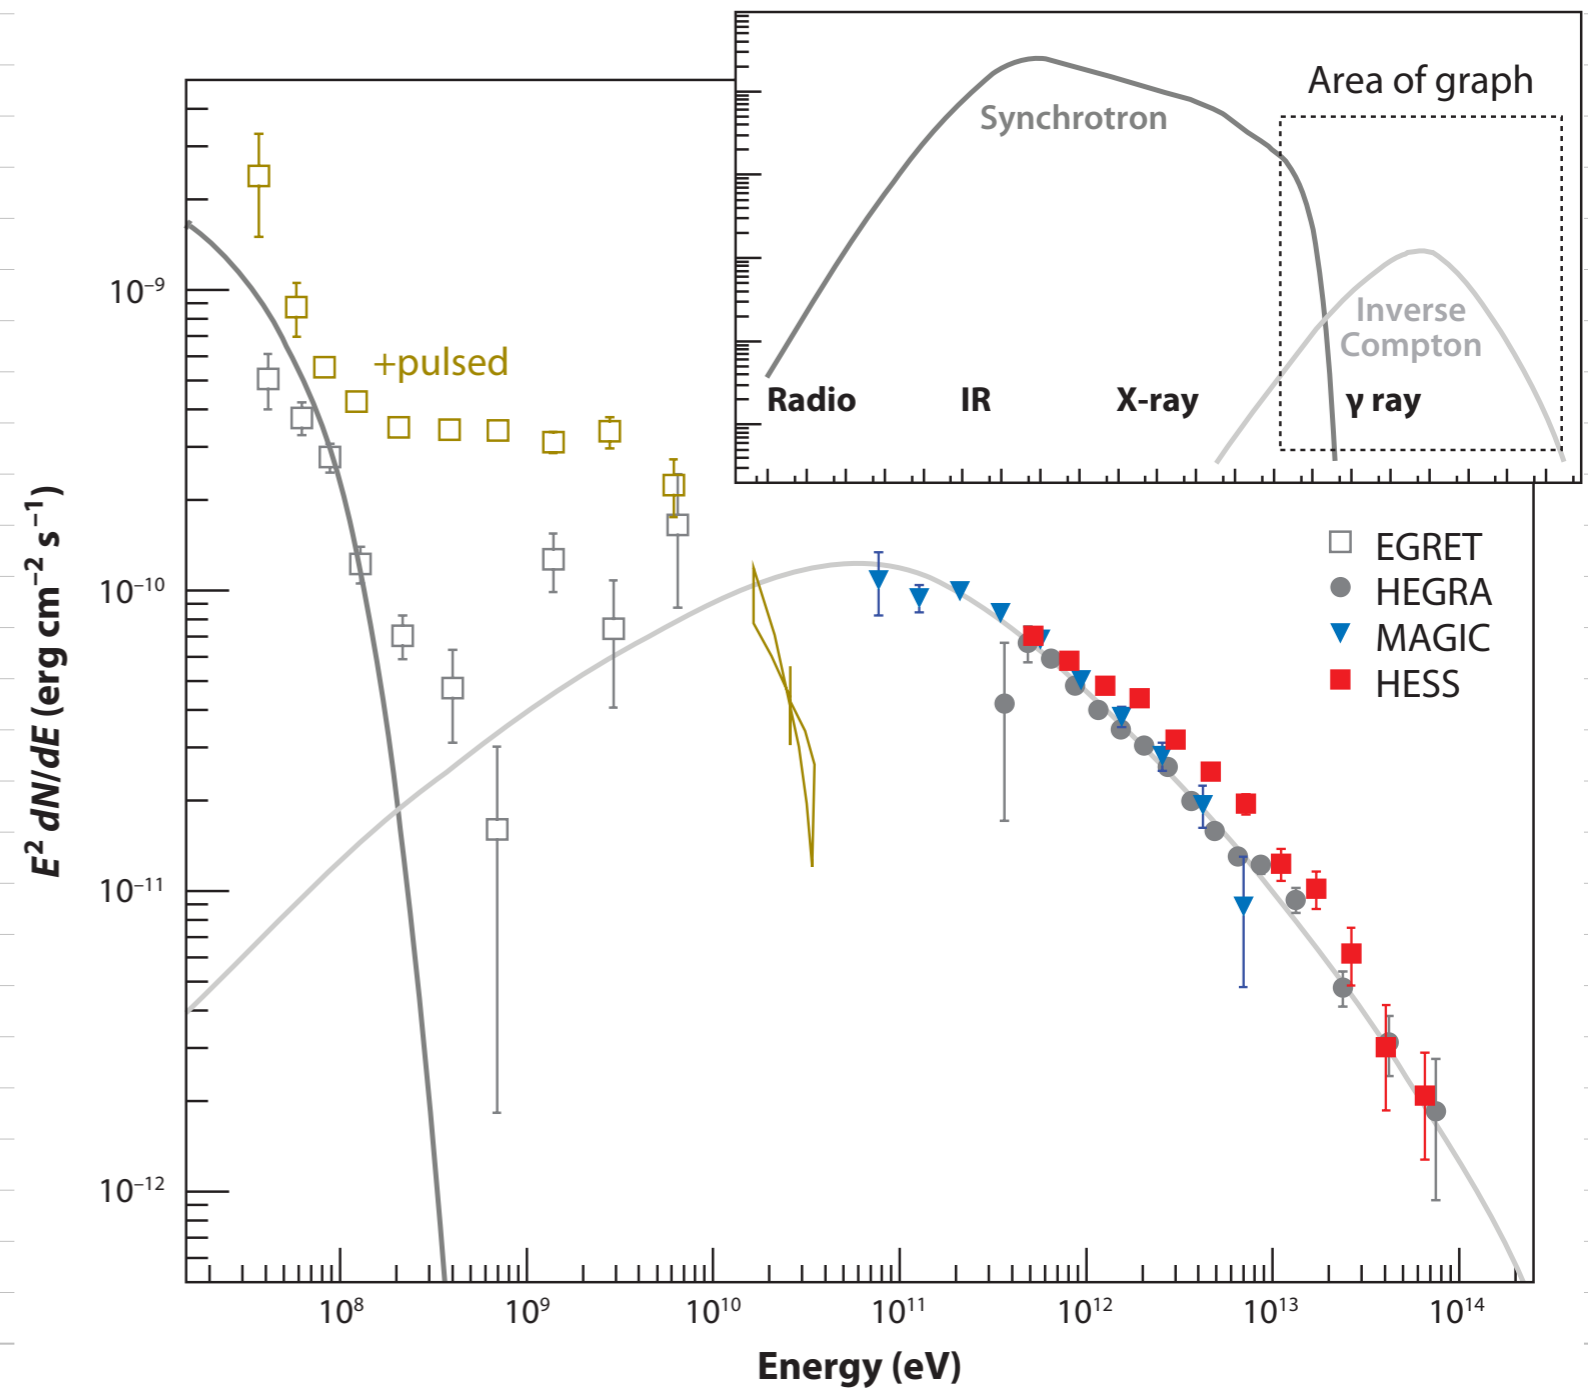 Area of graph
Synchrotron
Inverse
Compton
Radio IR X-ray γ ray
+pulsed
EGRET
HEGRA
MAGIC
HESS
10⁻⁹
10⁻¹⁰
10⁻¹¹
10⁻¹²
E² dN/dE (erg cm⁻² s⁻¹)
10⁸ 10⁹ 10¹⁰ 10¹¹ 10¹² 10¹³ 10¹⁴
Energy (eV)